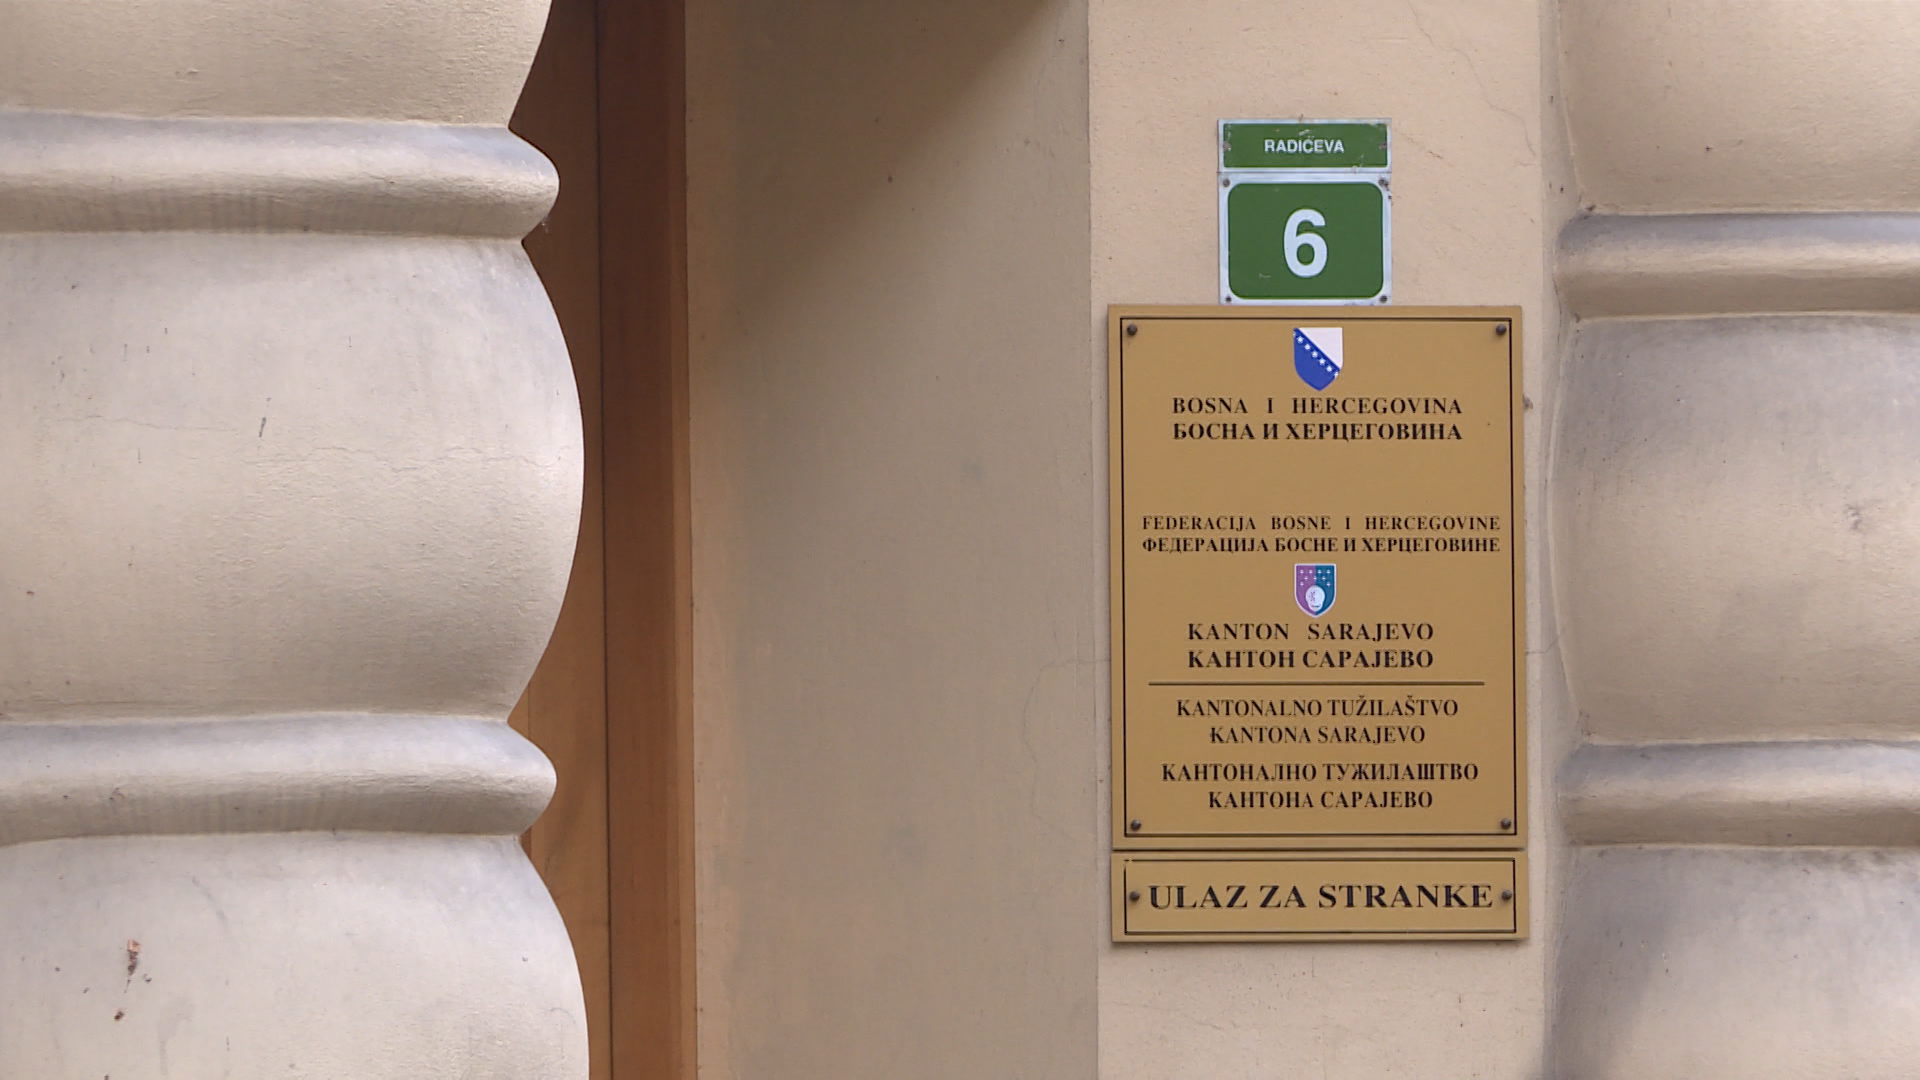 RADIĆEVA
6
BOSNA I HERCEGOVINA
БОСНА И ХЕРЦЕГОВИНА
FEDERACIJA BOSNE I HERCEGOVINE
ФЕДЕРАЦИЈА БОСНЕ И ХЕРЦЕГОВИНЕ
KANTON SARAJEVO
КАНТОН САРАЈЕВО
KANTONALNO TUŽILAŠTVO
KANTONA SARAJEVO
КАНТОНАЛНО ТУЖИЛАШТВО
КАНТОНА САРАЈЕВО
ULAZ ZA STRANKE